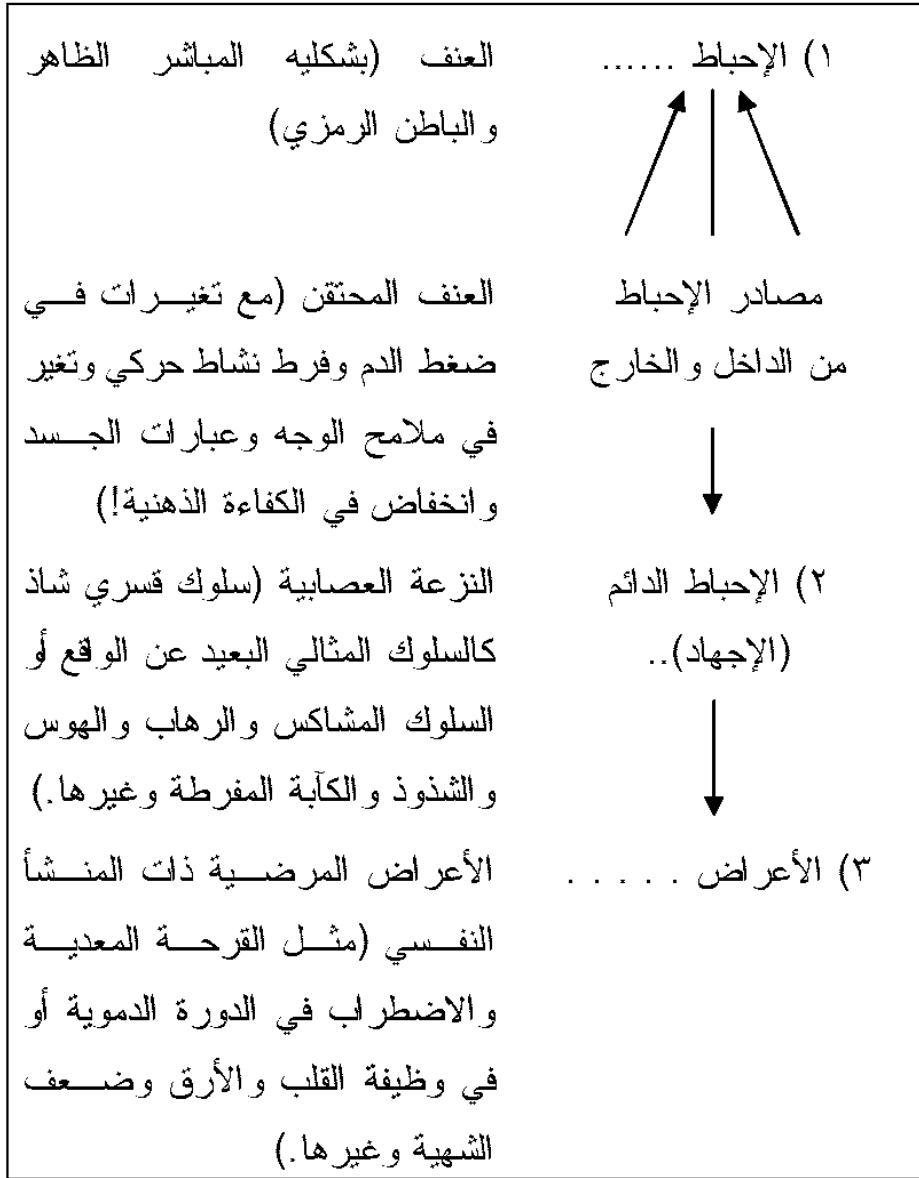 ١) الإحباط ......	العنف (بشكليه المباشر الظاهر
والباطن الرمزي)
مصادر الإحباط	العنف المحتقن (مع تغيرات في
من الداخل والخارج	ضغط الدم وفرط نشاط حركي وتغير
في ملامح الوجه وعبارات الجسد
وانخفاض في الكفاءة الذهنية!)
٢) الإحباط الدائم	النزعة العصابية (سلوك قسري شاذ
(الإجهاد)..	كالسلوك المثالي البعيد عن الواقع أو
السلوك المشاكس والرهاب والهوس
والشذوذ والكآبة المفرطة وغيرها.)
٣) الأعراض . . . . .	الأعراض المرضية ذات المنشأ
النفسي (مثل القرحة المعدية
والاضطراب في الدورة الدموية أو
في وظيفة القلب والأرق وضعف
الشهية وغيرها.)